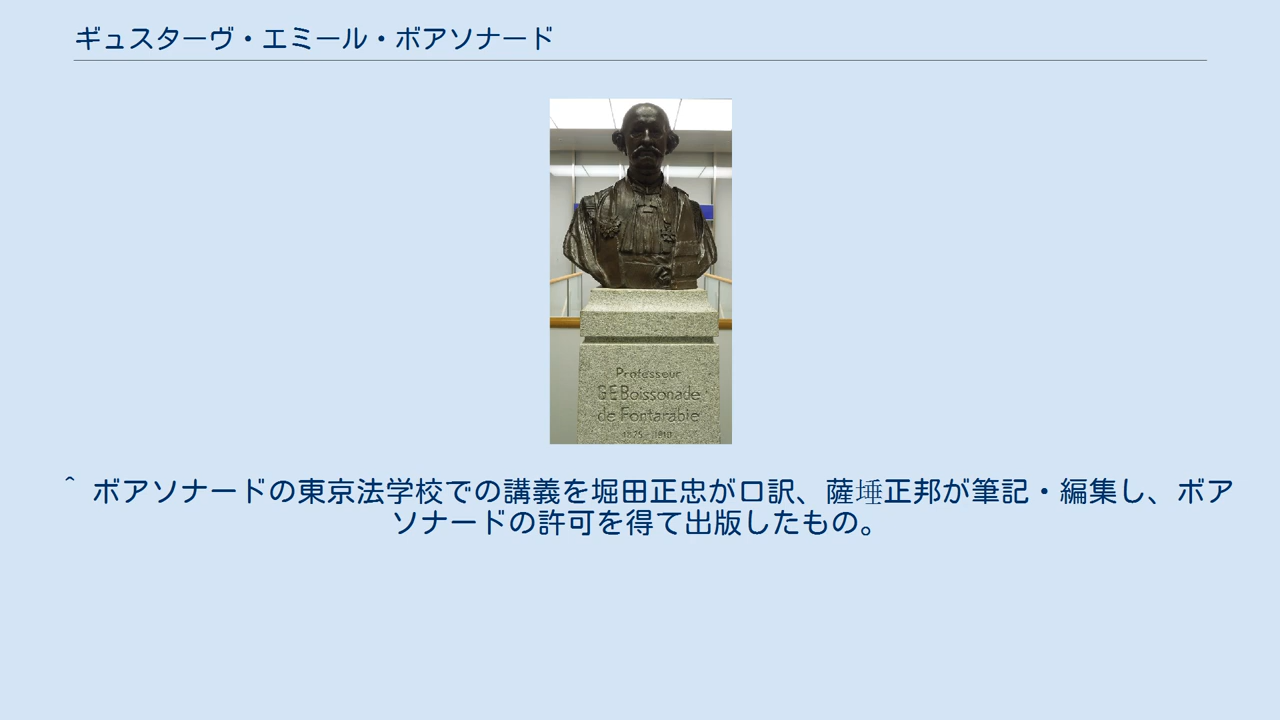 ギュスターヴ・エミール・ボアソナード
Professeur
G.E.Boissonade
de Fontarabie
1825 - 1910
^ ボアソナードの東京法学校での講義を堀田正忠が口訳、薩埵正邦が筆記・編集し、ボア
ソナードの許可を得て出版したもの。